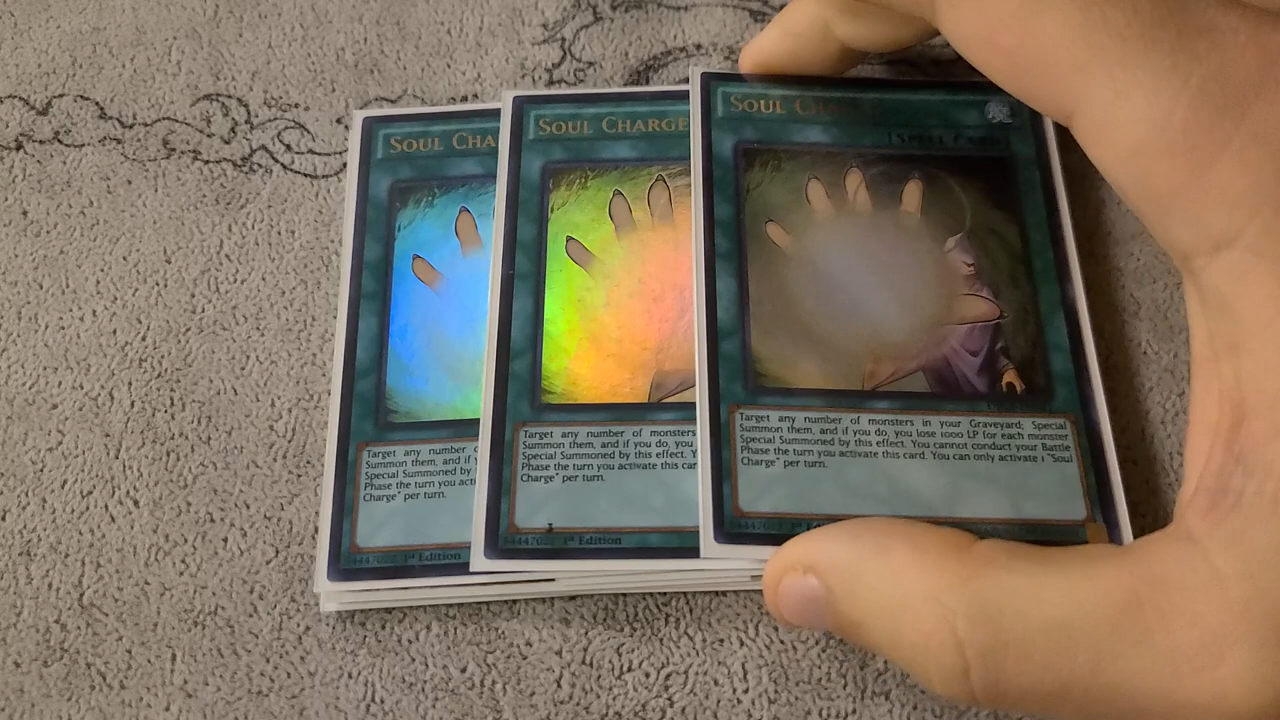 SOUL CHA
Target any number o
Summon them, and if y
Special Summoned by
Phase the turn you acti
Charge" per turn.
1st Edition
SOUL CHARGE
Target any number of monsters
Summon them, and if you do, you
Special Summoned by this effect. Y
Phase the turn you activate this car
Charge" per turn.
1st Edition
SOUL CHARGE
SPELL CARD
Target any number of monsters in your Graveyard; Special
Summon them, and if you do, you lose 1000 LP for each monster
Special Summoned by this effect. You cannot conduct your Battle
Phase the turn you activate this card. You can only activate 1 "Soul
Charge" per turn.